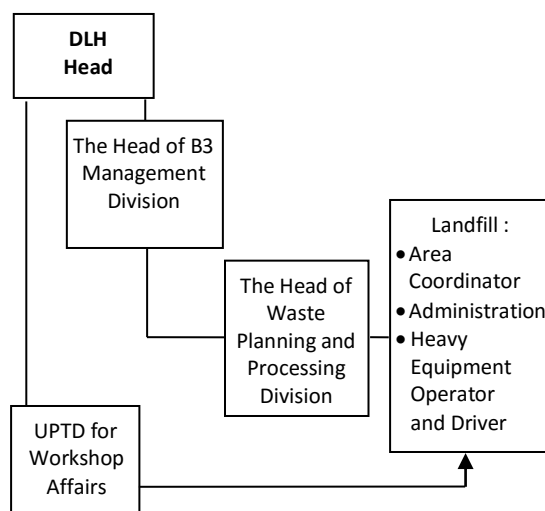 DLH
Head
The Head of B3
Management
Division
The Head of
Waste
Planning and
Processing
Division
Landfill :
• Area
Coordinator
• Administration
• Heavy
Equipment
Operator
and Driver
UPTD for
Workshop
Affairs